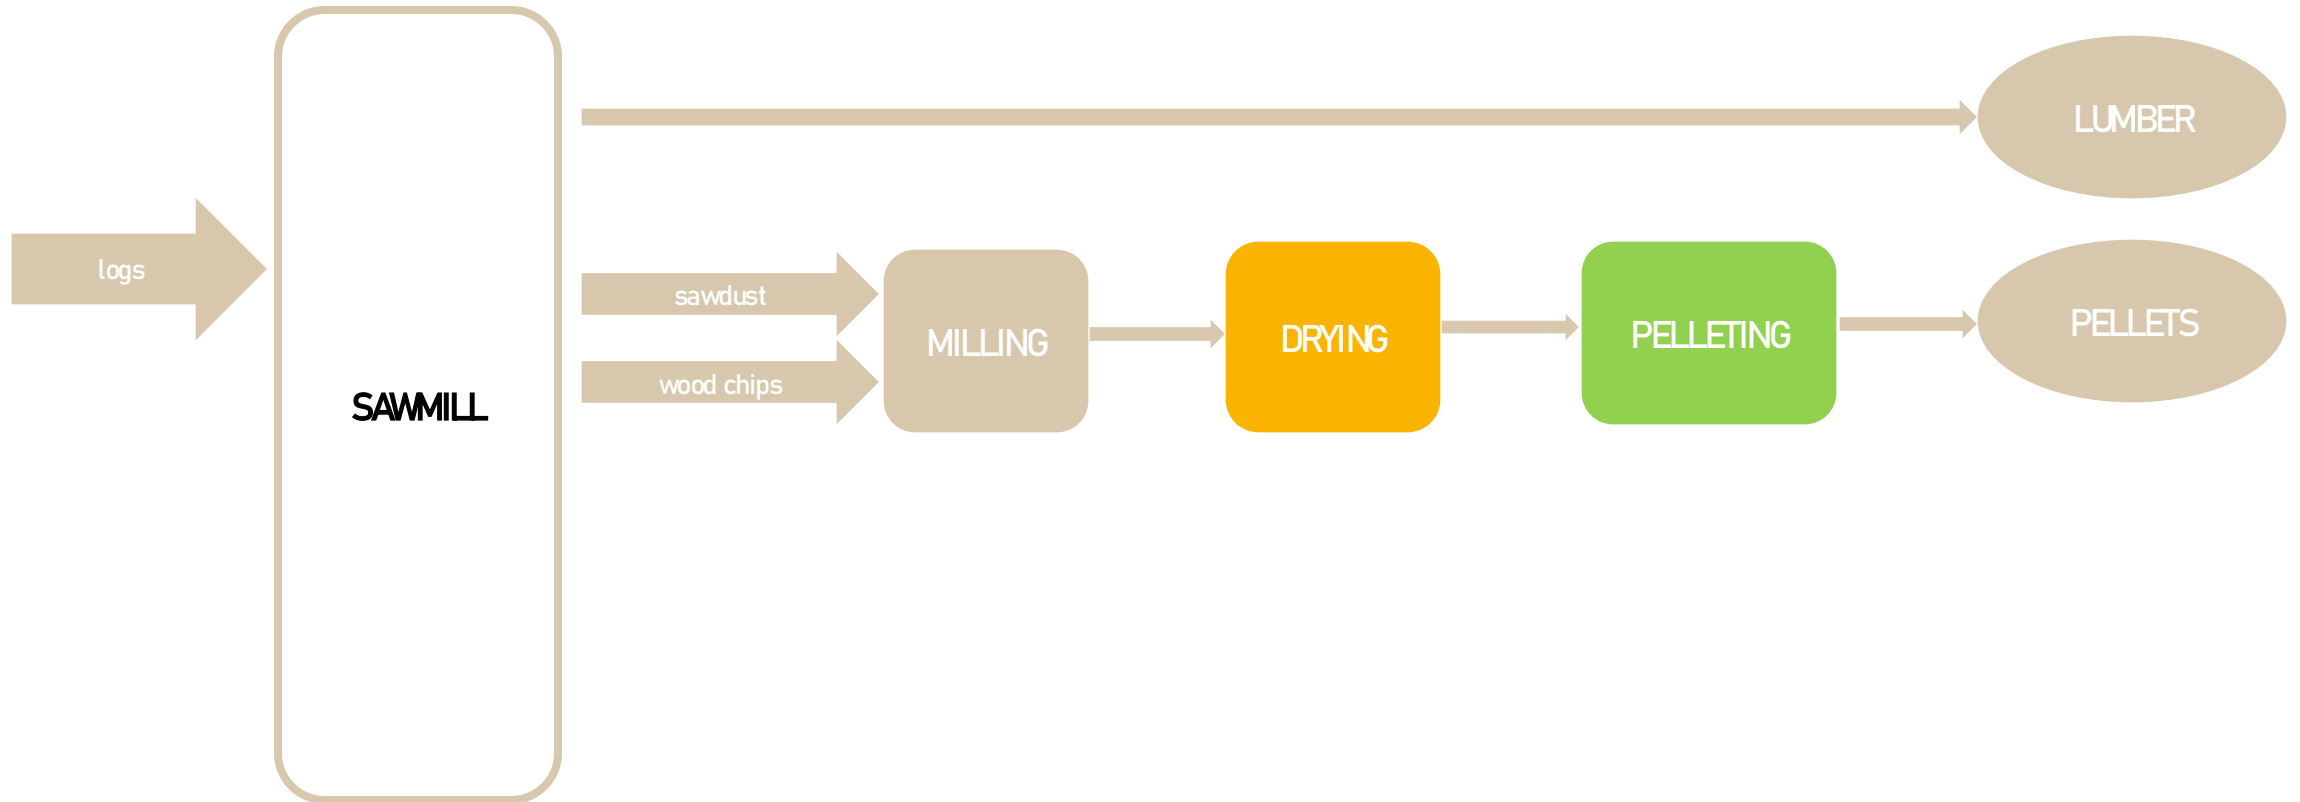 LUMBER
logs
sawdust
MILLING
DRYING
PELLETING
PELLETS
wood chips
SAWMILL